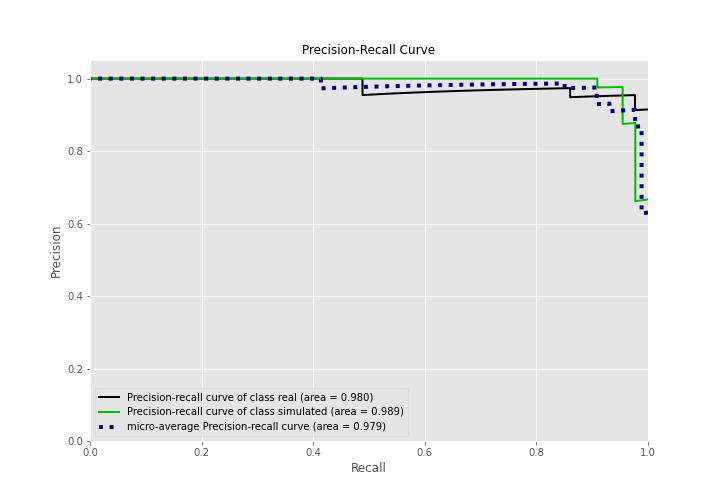 Precision-Recall Curve
1.0
0.8
0.6
0.4
0.2
0.0
Precision
Precision-recall curve of class real (area = 0.980)
Precision-recall curve of class simulated (area = 0.989)
micro-average Precision-recall curve (area = 0.979)
0.0 0.2 0.4 0.6 0.8 1.0
Recall